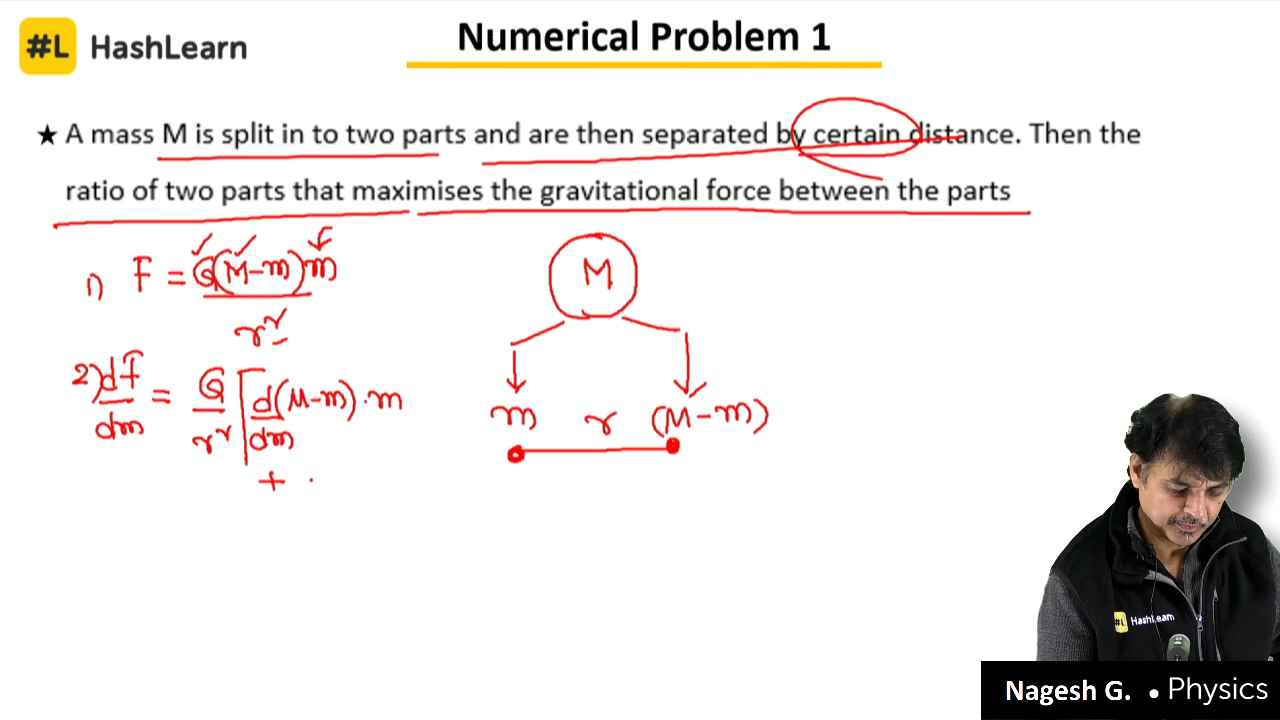 #L HashLearn
Numerical Problem 1
★ A mass M is split in to two parts and are then separated by certain distance. Then the
ratio of two parts that maximises the gravitational force between the parts
1) F = G(M-m)m
r²
M
2) dF = G [ d (M-m).m
dm r² dm
+
m r (M-m)
#L HashLearn
Nagesh G. • Physics